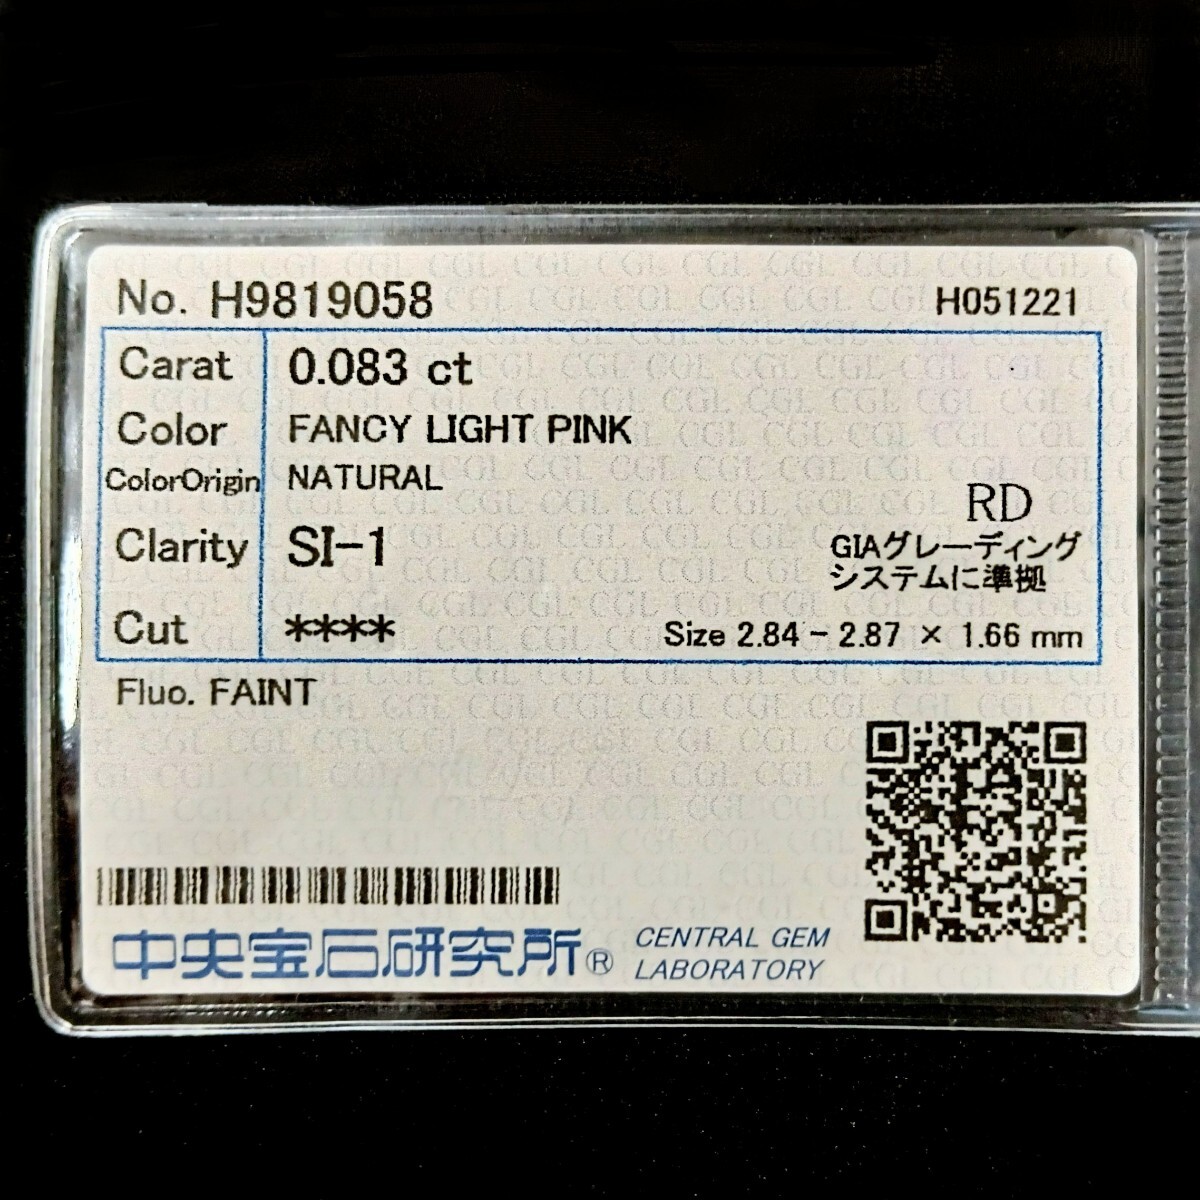 No. H9819058 H051221
Carat 0.083 ct
Color FANCY LIGHT PINK
ColorOrigin NATURAL
RD
Clarity SI-1
GIAグレーディング
システムに準拠
Cut ****
Size 2.84 - 2.87 × 1.66 mm
Fluo. FAINT
中央宝石研究所® CENTRAL GEM
LABORATORY